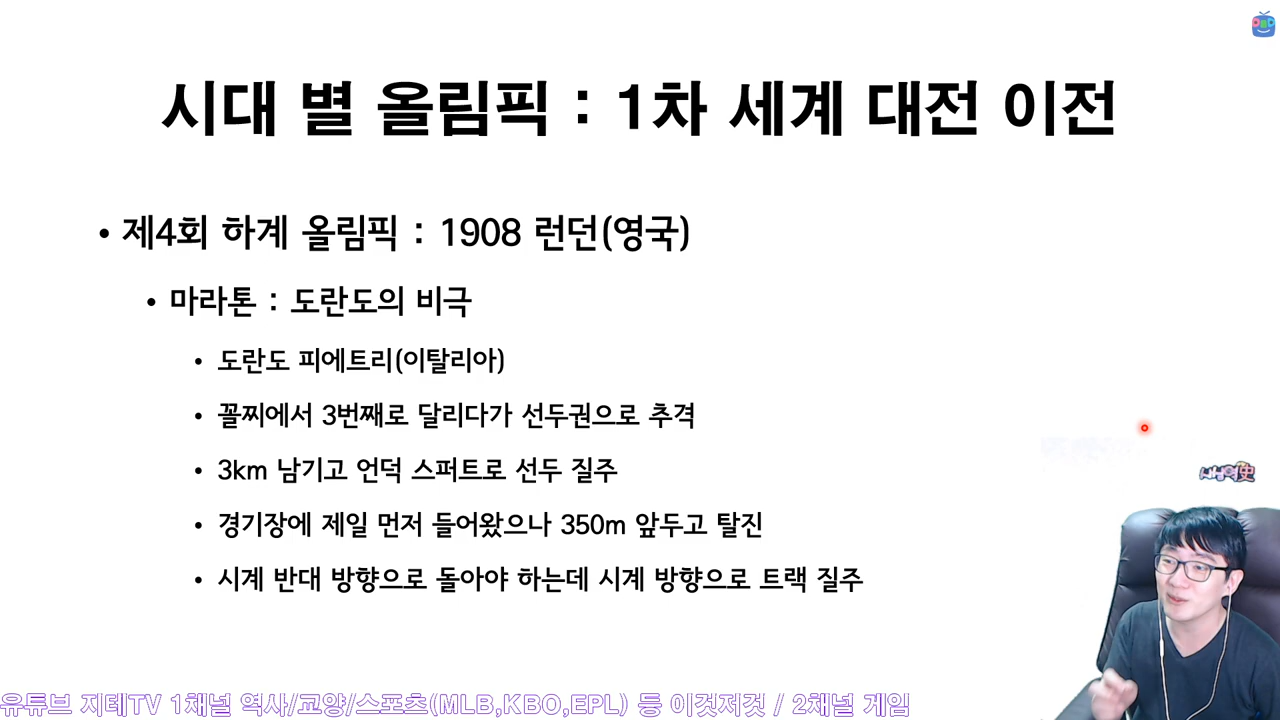 시대 별 올림픽 : 1차 세계 대전 이전
• 제4회 하계 올림픽 : 1908 런던(영국)
• 마라톤 : 도란도의 비극
• 도란도 피에트리(이탈리아)
• 꼴찌에서 3번째로 달리다가 선두권으로 추격
• 3km 남기고 언덕 스퍼트로 선두 질주
• 경기장에 제일 먼저 들어왔으나 350m 앞두고 탈진
• 시계 반대 방향으로 돌아야 하는데 시계 방향으로 트랙 질주
유튜브 지테TV 1채널 역사/교양/스포츠(MLB,KBO,EPL) 등 이것저것 / 2채널 게임